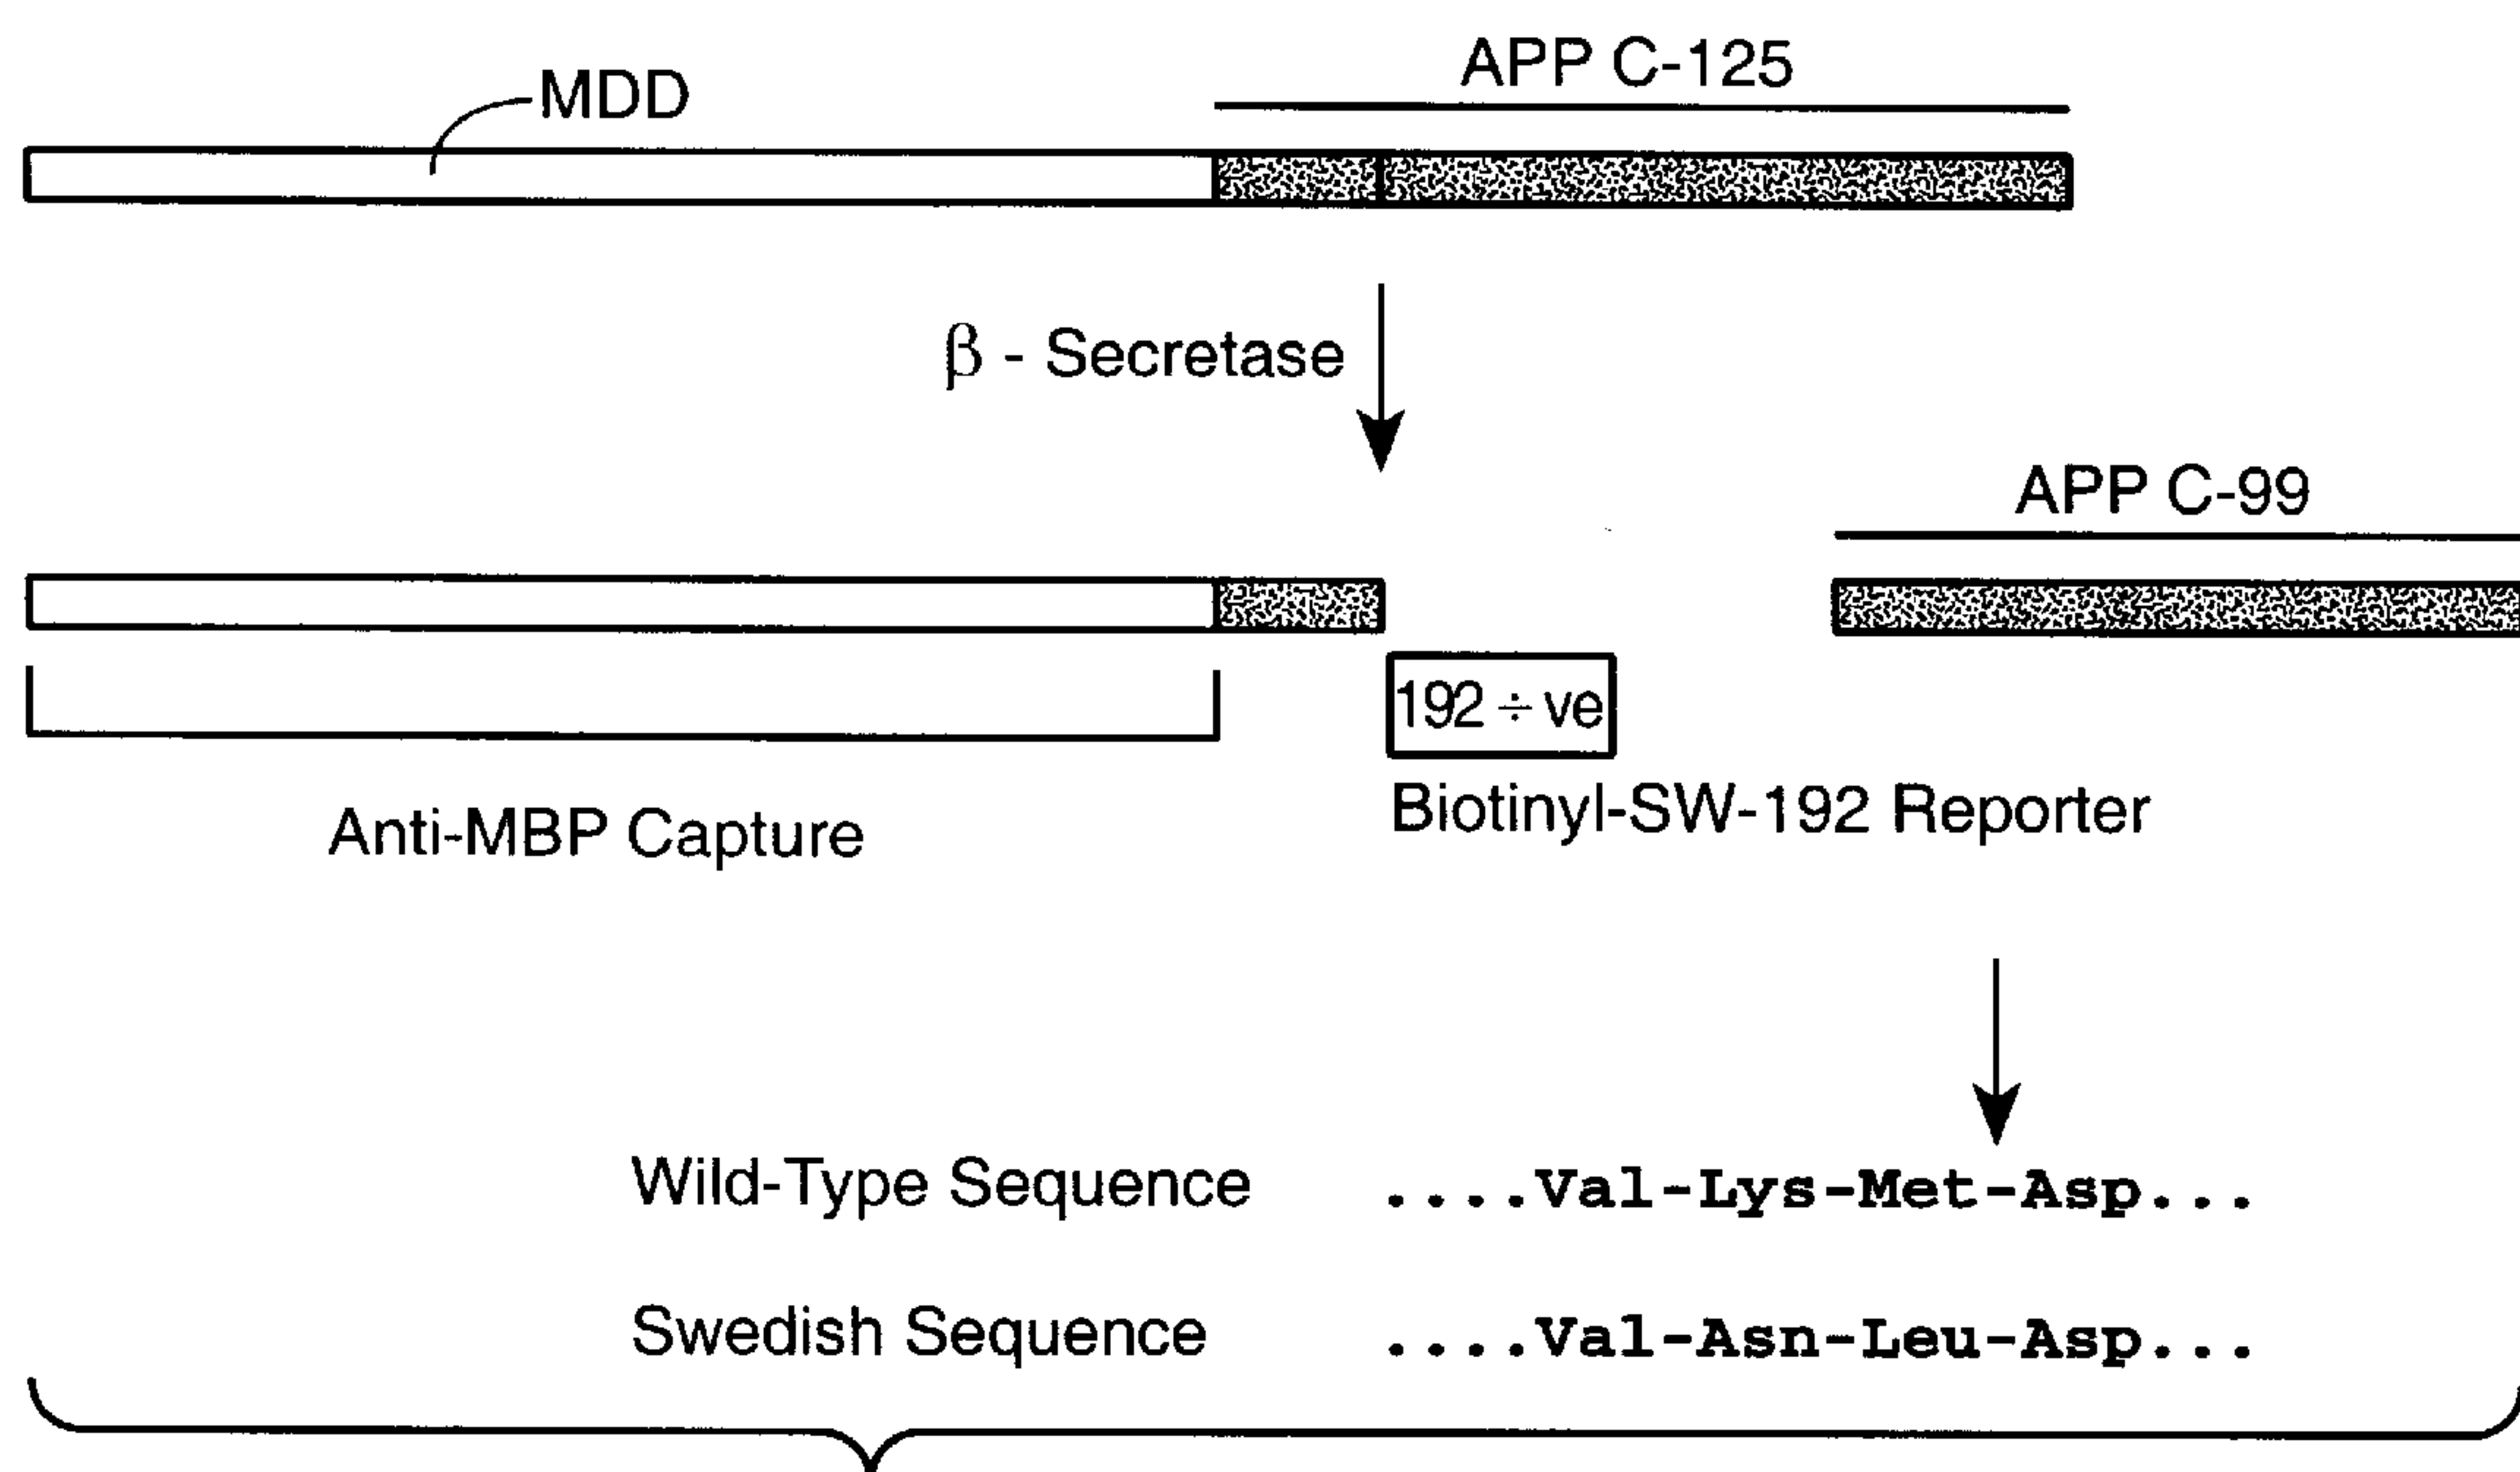 APP C-125
MDD
β - Secretase
APP C-99
192 ÷ ve
Biotinyl-SW-192 Reporter
Anti-MBP Capture
Wild-Type Sequence ....Val-Lys-Met-Asp...
Swedish Sequence ....Val-Asn-Leu-Asp...